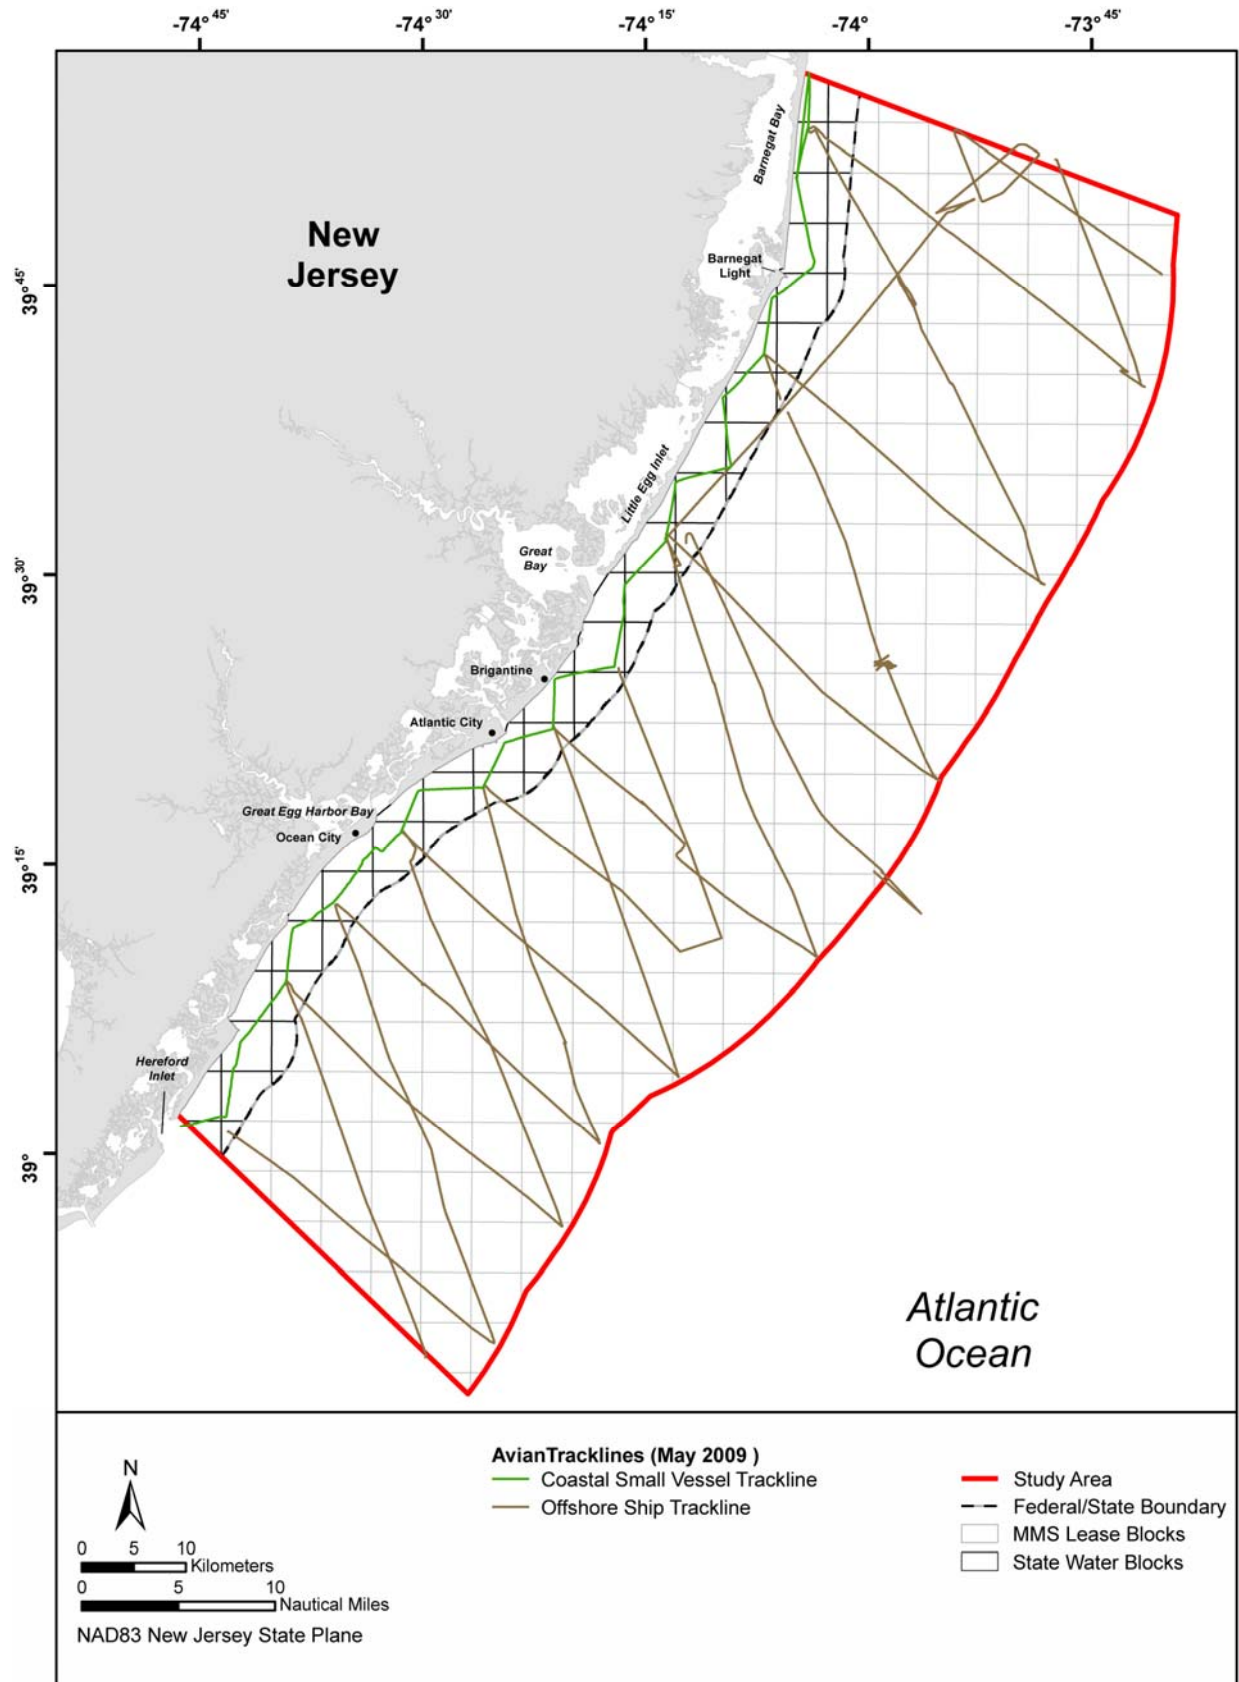 -74° 45'
-74° 30'
-74° 15'
-74°
-73° 45'
39° 45'
39° 30'
39° 15'
39°
New
Jersey
Barnegat Bay
Barnegat
Light
Little Egg Inlet
Great
Bay
Brigantine
Atlantic City
Great Egg Harbor Bay
Ocean City
Hereford
Inlet
Atlantic
Ocean
N
0 5 10
Kilometers
0 5 10
Nautical Miles
NAD83 New Jersey State Plane
AvianTracklines (May 2009 )
Coastal Small Vessel Trackline
Offshore Ship Trackline
Study Area
Federal/State Boundary
MMS Lease Blocks
State Water Blocks